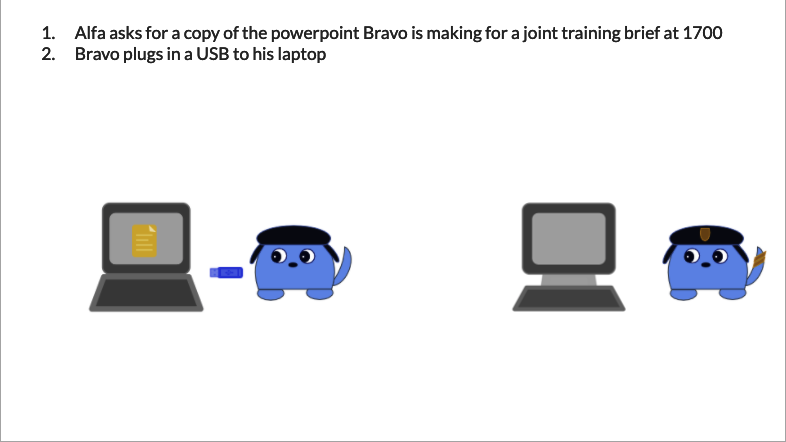 1. Alfa asks for a copy of the powerpoint Bravo is making for a joint training brief at 1700
2. Bravo plugs in a USB to his laptop